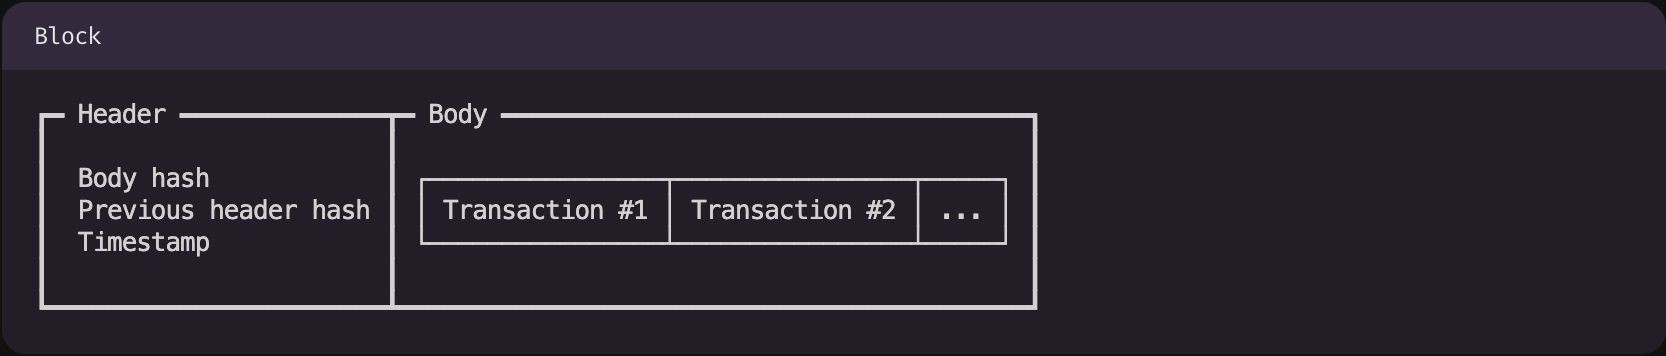 Block
Header
Body
Body hash
Previous header hash
Timestamp
Transaction #1
Transaction #2
...